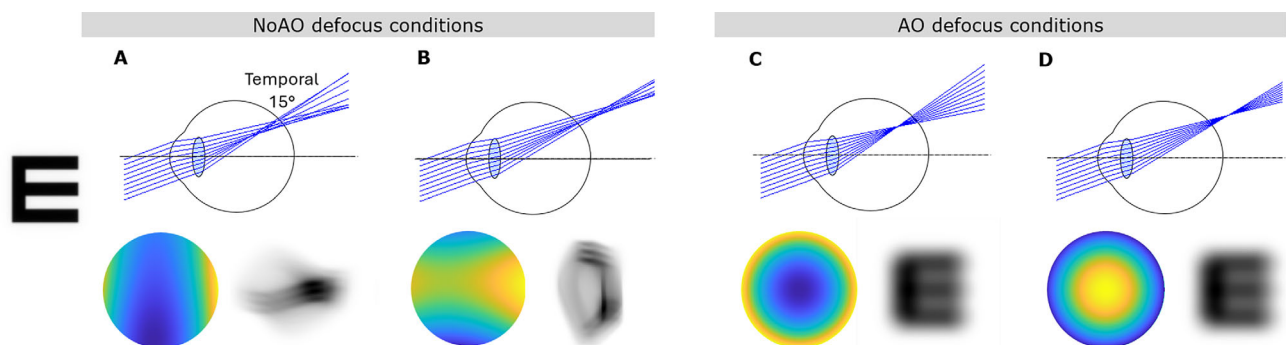 NoAO defocus conditions
AO defocus conditions
A
B
C
D
Temporal
15°
E
E
E